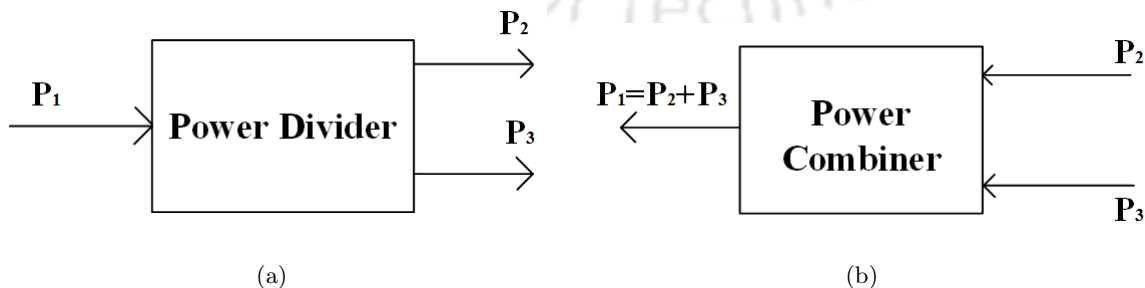 P₁
Power Divider
P₂
P₃
(a)
P₁=P₂+P₃
Power
Combiner
P₂
P₃
(b)